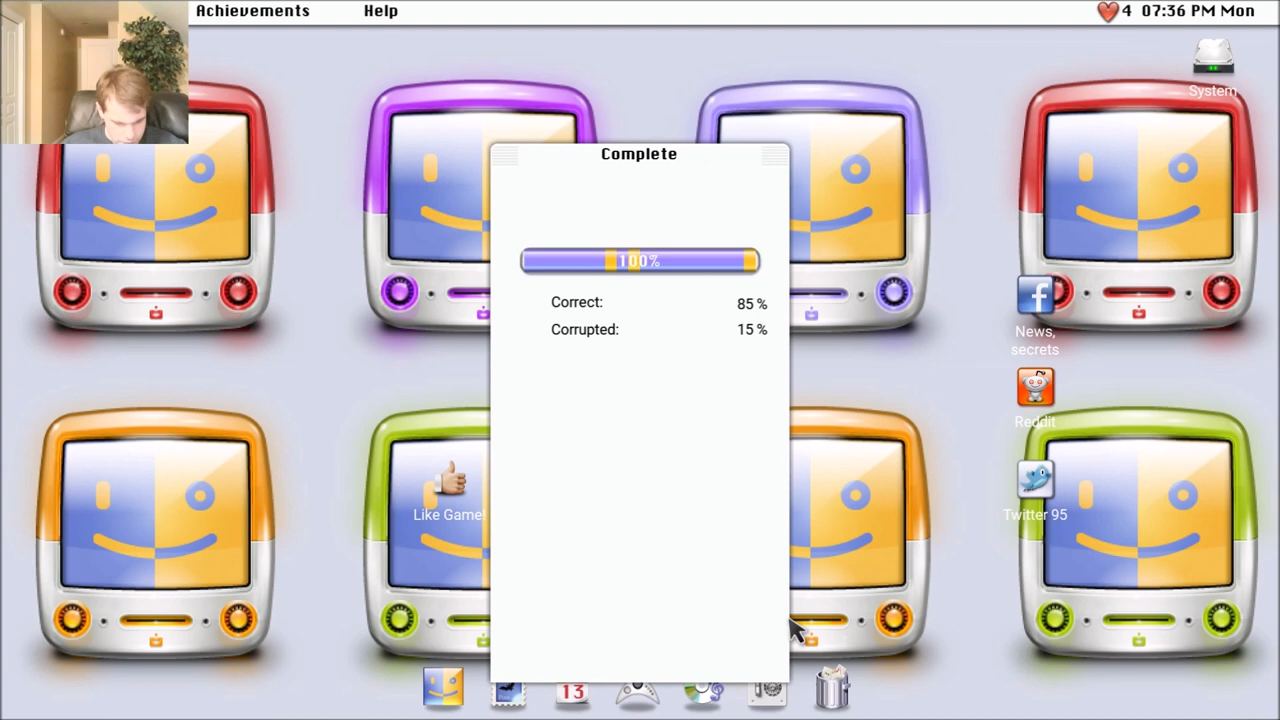 Achievements Help 4 07:36 PM Mon
System
Complete
100%
Correct: 85 %
Corrupted: 15 %
News,
secrets
Reddit
Like Game!
Twitter 95
13